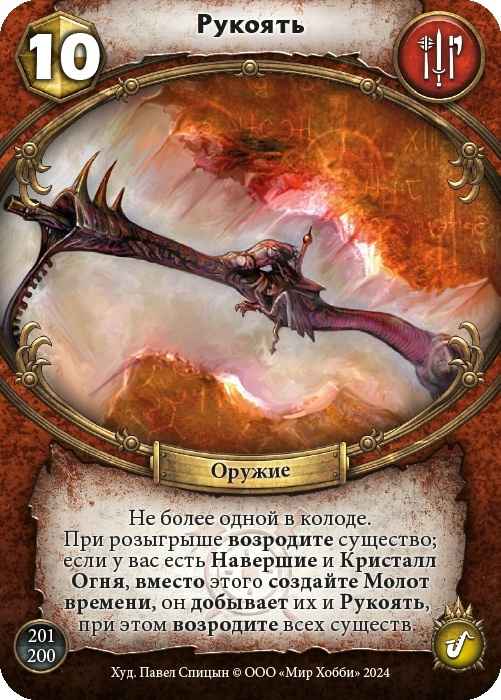 Рукоять
10
Оружие
Не более одной в колоде.
При розыгрыше возродите существо;
если у вас есть Навершие и Кристалл
Огня, вместо этого создайте Молот
времени, он добывает их и Рукоять,
при этом возродите всех существ.
201
200
Худ. Павел Спицын © ООО «Мир Хобби» 2024